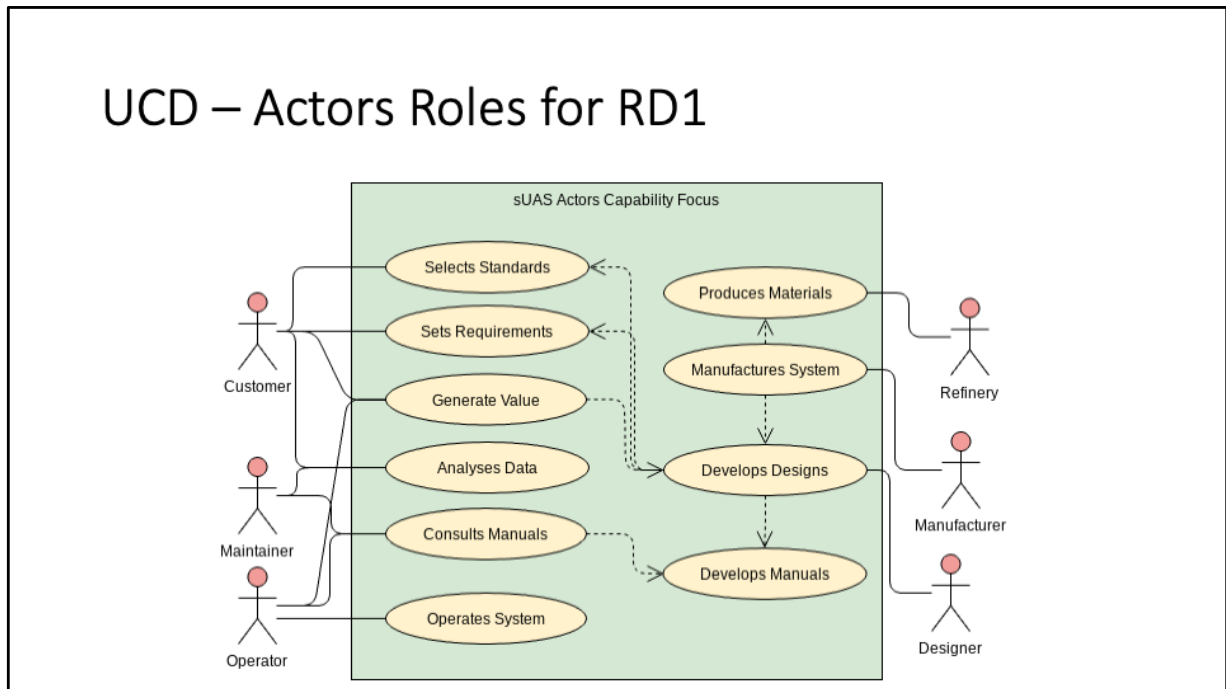 UCD – Actors Roles for RD1
sUAS Actors Capability Focus
Selects Standards
Sets Requirements
Generate Value
Analyses Data
Consults Manuals
Operates System
Produces Materials
Manufactures System
Develops Designs
Develops Manuals
Customer
Maintainer
Operator
Refinery
Manufacturer
Designer